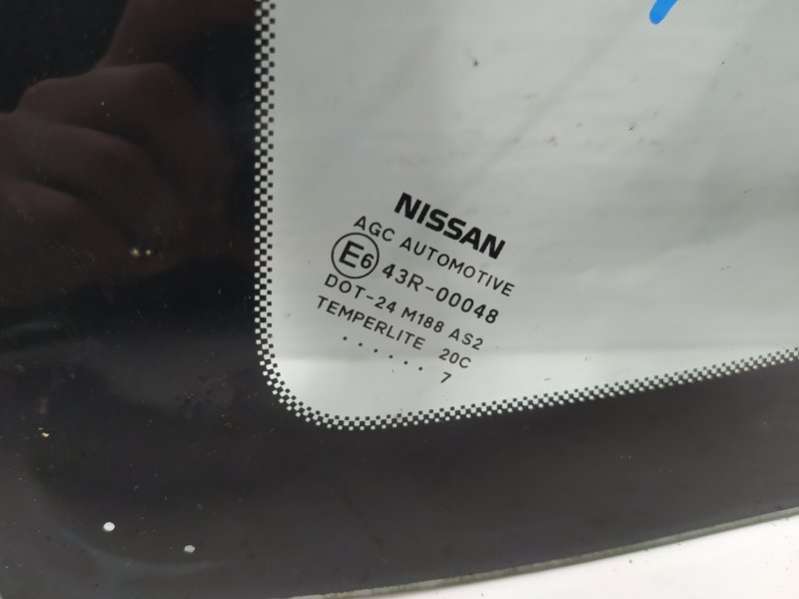 NISSAN
AGC AUTOMOTIVE
E6 43R-00048
DOT-24 M188 AS2
TEMPERLITE 20C
...... 7